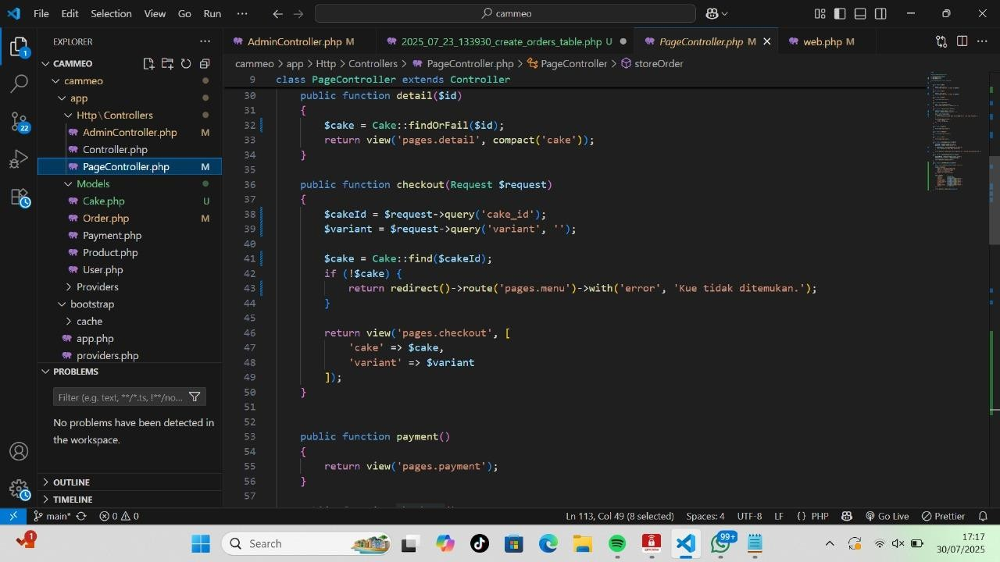 File Edit Selection View Go Run ··· cammeo
EXPLORER ···
CAMMEO
cammeo
app
Http\Controllers
AdminController.php M
Controller.php
PageController.php M
Models
Cake.php U
Order.php M
Payment.php
Product.php
User.php
Providers
bootstrap
cache
app.php
providers.php
PROBLEMS
Filter (e.g. text, **/*.ts, !**/no...
No problems have been detected in
the workspace.
OUTLINE
TIMELINE
1
22
AdminController.php M 2025_07_23_133930_create_orders_table.php U PageController.php M web.php M
cammeo > app > Http > Controllers > PageController.php > PageController > storeOrder
9 class PageController extends Controller
30 public function detail($id)
31 {
32 $cake = Cake::findOrFail($id);
33 return view('pages.detail', compact('cake'));
34 }
35
36 public function checkout(Request $request)
37 {
38 $cakeId = $request->query('cake_id');
39 $variant = $request->query('variant', '');
40
41 $cake = Cake::find($cakeId);
42 if (!$cake) {
43 return redirect()->route('pages.menu')->with('error', 'Kue tidak ditemukan.');
44 }
45
46 return view('pages.checkout', [
47 'cake' => $cake,
48 'variant' => $variant
49 ]);
50 }
51
52
53 public function payment()
54 {
55 return view('pages.payment');
56 }
57
main* 0 0 Ln 113, Col 49 (8 selected) Spaces: 4 UTF-8 LF {} PHP Go Live Prettier
1 Search 99+ 17:17
30/07/2025